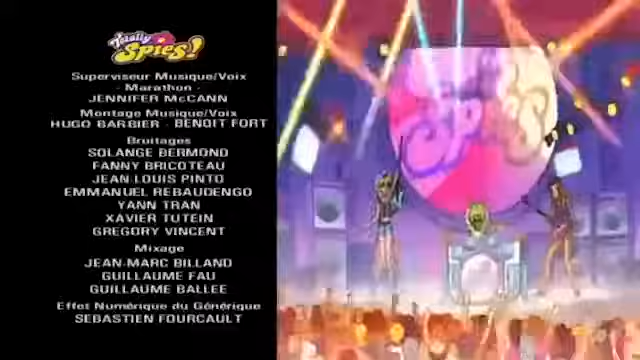 Totally
Spies!
Superviseur Musique/Voix
- Marathon -
JENNIFER McCANN
Montage Musique/Voix
HUGO BARBIER - BENOIT FORT
Bruitages
SOLANGE BERMOND
FANNY BRICOTEAU
JEAN-LOUIS PINTO
EMMANUEL REBAUDENGO
YANN TRAN
XAVIER TUTEIN
GREGORY VINCENT
Mixage
JEAN-MARC BILLAND
GUILLAUME FAU
GUILLAUME BALLEE
Effet Numérique du Générique
SEBASTIEN FOURCAULT
Spies